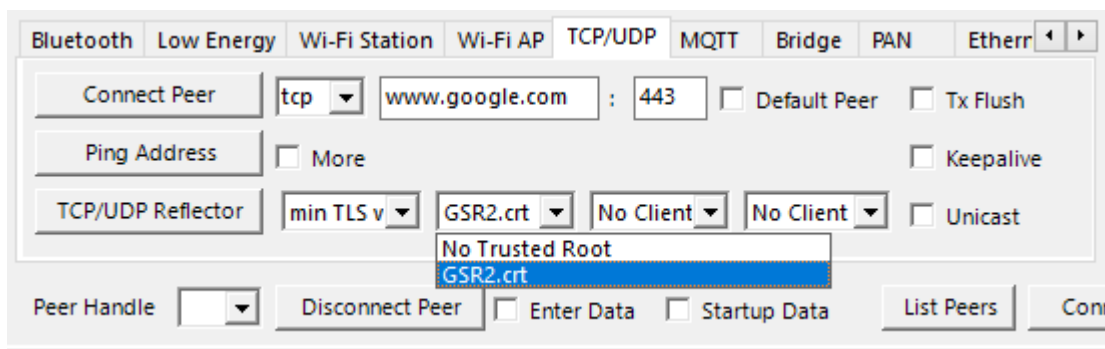 Bluetooth Low Energy Wi-Fi Station Wi-Fi AP TCP/UDP MQTT Bridge PAN Ethern
Connect Peer tcp www.google.com : 443 Default Peer Tx Flush
Ping Address More Keepalive
TCP/UDP Reflector min TLS v GSR2.crt No Client No Client Unicast
No Trusted Root
GSR2.crt
Peer Handle Disconnect Peer Enter Data Startup Data List Peers Conn